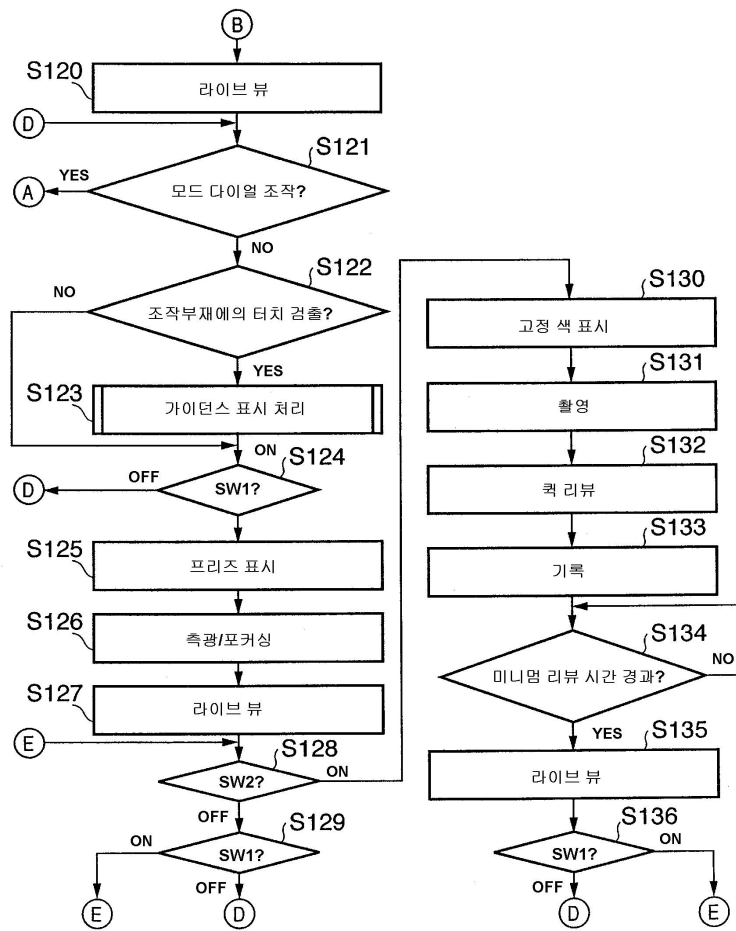 B
S120
라이브 뷰
D
S121
YES
A
모드 다이얼 조작?
NO
S122
NO
조작부재에의 터치 검출?
YES
S123
가이던스 표시 처리
ON
S124
OFF
D
SW1?
S125
프리즈 표시
S126
측광/포커싱
S127
라이브 뷰
E
S128
ON
SW2?
OFF
S129
ON
SW1?
OFF
E
D
S130
고정 색 표시
S131
촬영
S132
퀵 리뷰
S133
기록
S134
NO
미니멈 리뷰 시간 경과?
YES
S135
라이브 뷰
S136
ON
SW1?
OFF
D
E